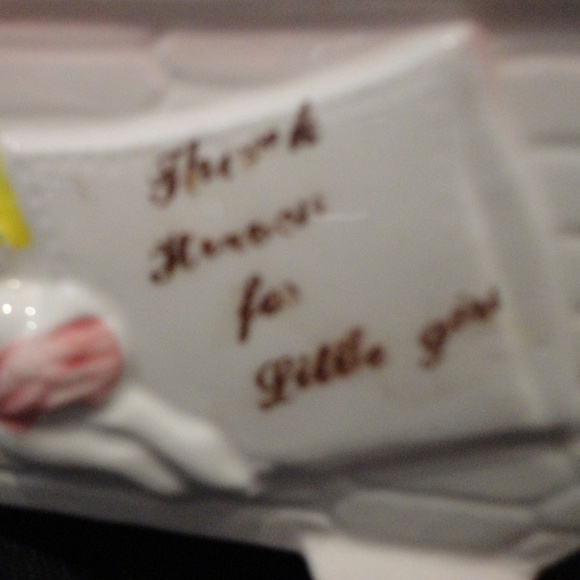 Thank
Heaven
for
Little girls